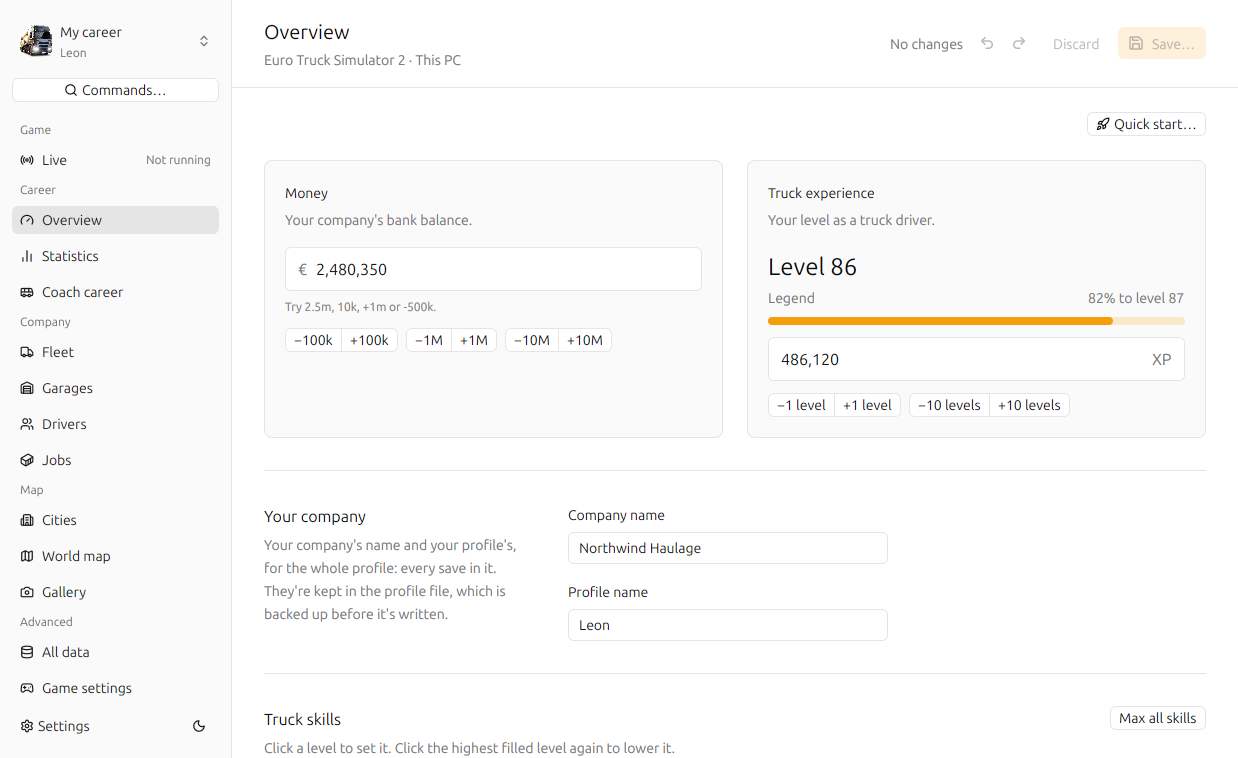 My career
Leon
Commands…
Game
Live
Not running
Career
Overview
Statistics
Coach career
Company
Fleet
Garages
Drivers
Jobs
Map
Cities
World map
Gallery
Advanced
All data
Game settings
Settings
Overview
Euro Truck Simulator 2 · This PC
No changes
Discard
Save…
Quick start…
Money
Your company's bank balance.
€ 2,480,350
Try 2.5m, 10k, +1m or -500k.
−100k +100k −1M +1M −10M +10M
Truck experience
Your level as a truck driver.
Level 86
Legend
82% to level 87
486,120 XP
−1 level +1 level −10 levels +10 levels
Your company
Your company's name and your profile's,
for the whole profile: every save in it.
They're kept in the profile file, which is
backed up before it's written.
Company name
Northwind Haulage
Profile name
Leon
Truck skills
Click a level to set it. Click the highest filled level again to lower it.
Max all skills